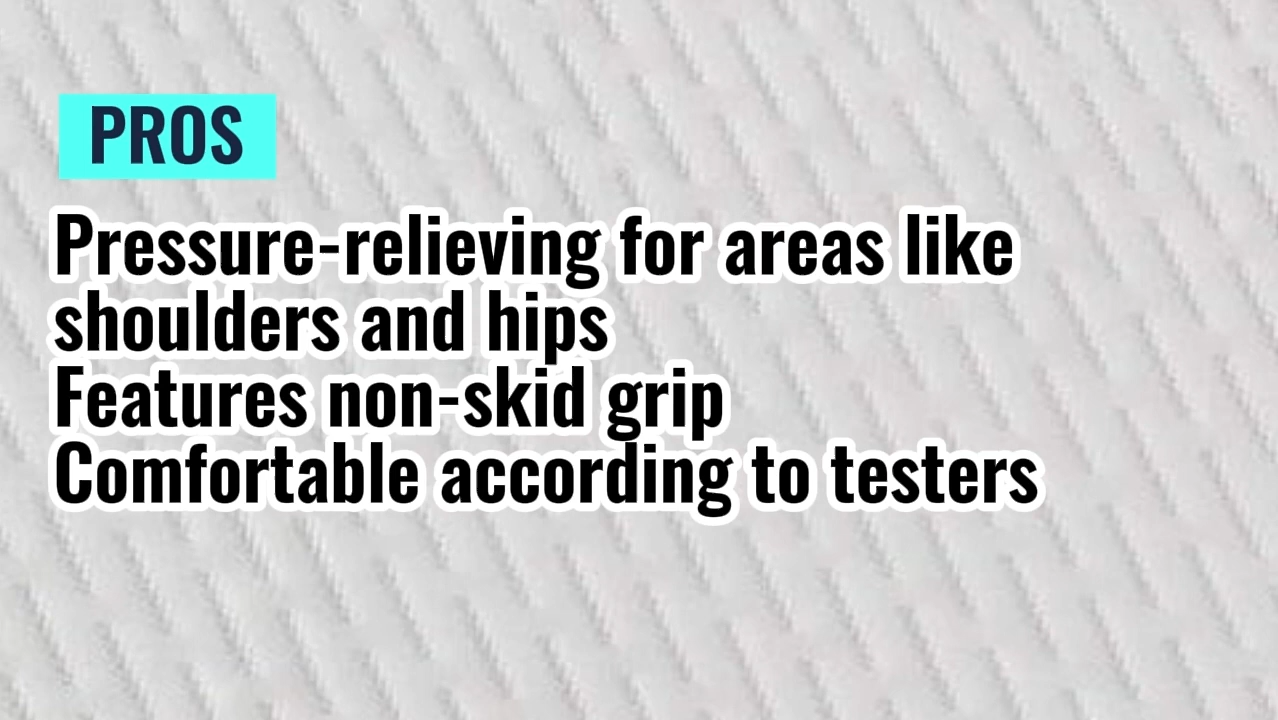 PROS
Pressure-relieving for areas like
shoulders and hips
Features non-skid grip
Comfortable according to testers